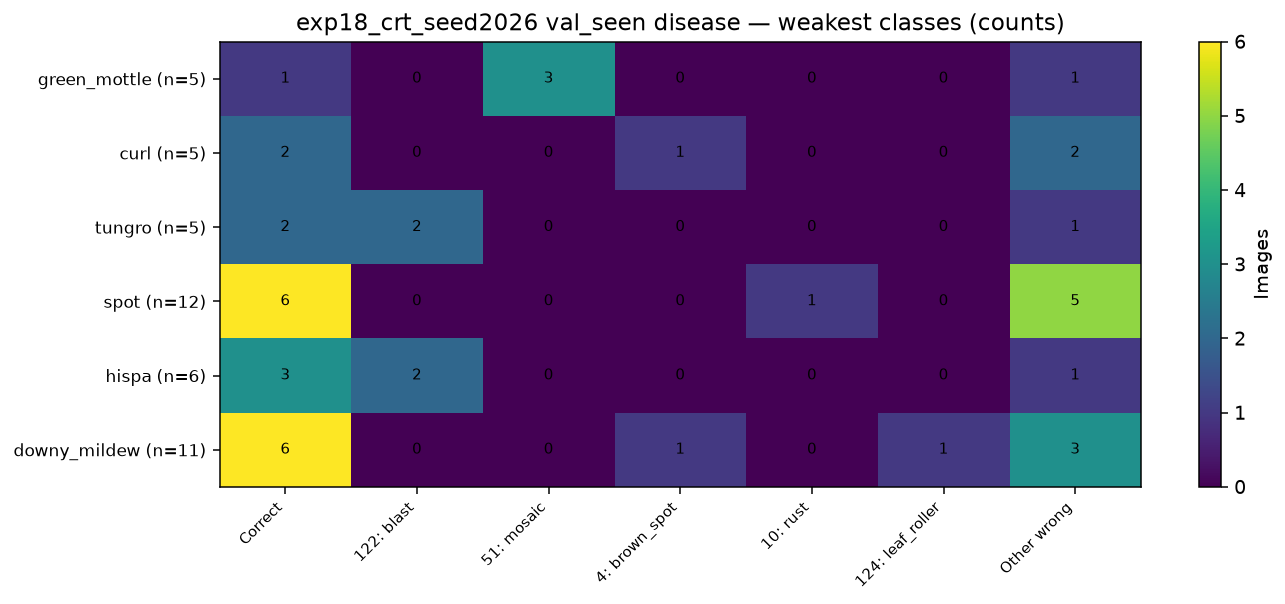 exp18_crt_seed2026 val_seen disease — weakest classes (counts)
green_mottle (n=5) 1 0 3 0 0 0 1
curl (n=5) 2 0 0 1 0 0 2
tungro (n=5) 2 2 0 0 0 0 1
spot (n=12) 6 0 0 0 1 0 5
hispa (n=6) 3 2 0 0 0 0 1
downy_mildew (n=11) 6 0 0 1 0 1 3
Correct
122: blast
51: mosaic
4: brown_spot
10: rust
124: leaf_roller
Other wrong
6
5
4
3
2
1
0
Images